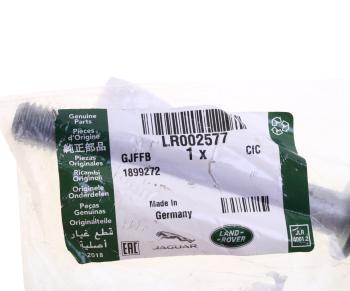 Genuine
Parts
Pièces
d'Origine
純正部品
Piezas
Originales
Ricambi
Originali
Originele
Onderdelen
Peças
Genuínas
Originalteile
قطع غيار
أصلية
-2018
LR002577
1 x
GJFFB
CIC
1899272
Made in
Germany
EAC
JAGUAR
LAND-
ROVER
JLR